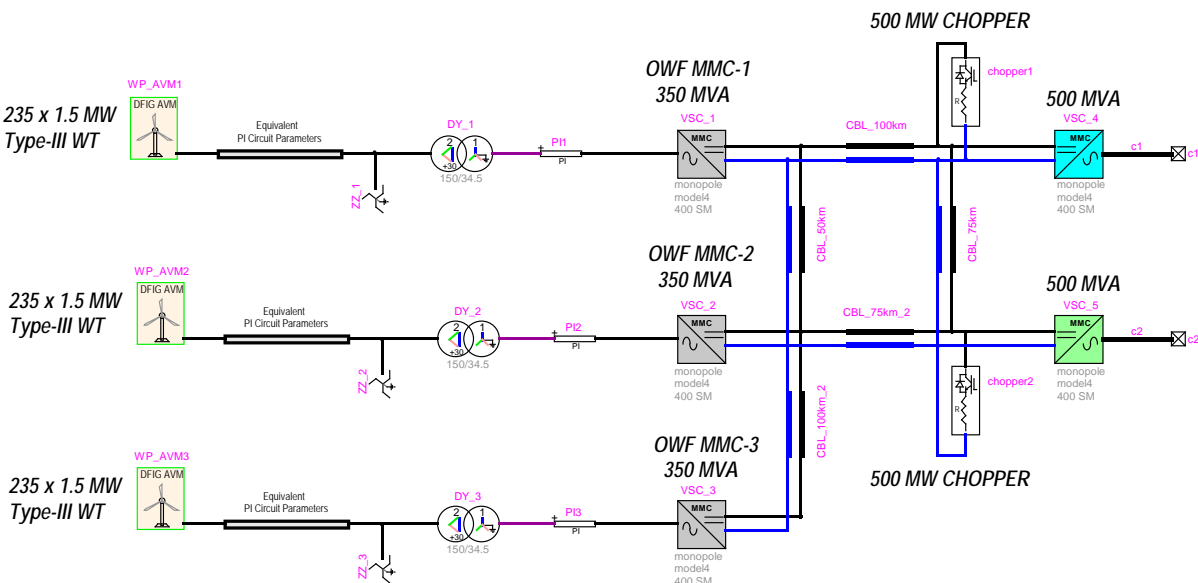 500 MW CHOPPER
OWF MMC-1
350 MVA
WP_AVM1
DFIG AVM
235 x 1.5 MW
Type-III WT
Equivalent
PI Circuit Parameters
DY_1
2
1
+30
150/34.5
ZZ_1
+
PI1
PI
VSC_1
MMC
monopole
model4
400 SM
CBL_100km
chopper1
R
500 MVA
VSC_4
MMC
monopole
model4
400 SM
c1
c1
CBL_50km
CBL_75km
OWF MMC-2
350 MVA
WP_AVM2
DFIG AVM
235 x 1.5 MW
Type-III WT
Equivalent
PI Circuit Parameters
DY_2
2
1
+30
150/34.5
ZZ_2
+
PI2
PI
VSC_2
MMC
monopole
model4
400 SM
CBL_75km_2
500 MVA
VSC_5
MMC
monopole
model4
400 SM
c2
c2
chopper2
R
500 MW CHOPPER
CBL_100km_2
OWF MMC-3
350 MVA
WP_AVM3
DFIG AVM
235 x 1.5 MW
Type-III WT
Equivalent
PI Circuit Parameters
DY_3
2
1
+30
150/34.5
ZZ_3
+
PI3
PI
VSC_3
MMC
monopole
model4
400 SM